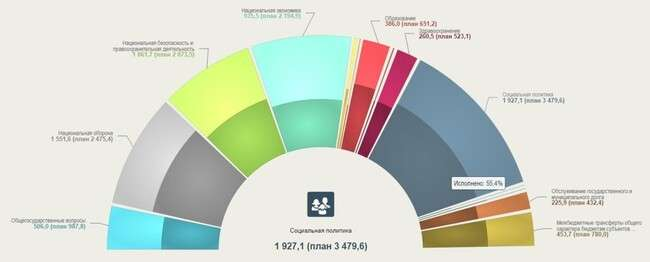 Национальная экономика
925,5 (план 2 194,9)
Образование
386,0 (план 651,2)
Здравоохранение
260,5 (план 523,1)
Национальная безопасность и
правоохранительная деятельность
1 061,7 (план 2 073,5)
Социальная политика
1 927,1 (план 3 479,6)
Национальная оборона
1 551,6 (план 2 475,4)
Исполнено: 55,4%
Обслуживание государственного и
муниципального долга
225,9 (план 432,4)
Общегосударственные вопросы
506,0 (план 987,8)
Межбюджетные трансферты общего
характера бюджетам субъектов ...
453,7 (план 780,0)
Социальная политика
1 927,1 (план 3 479,6)